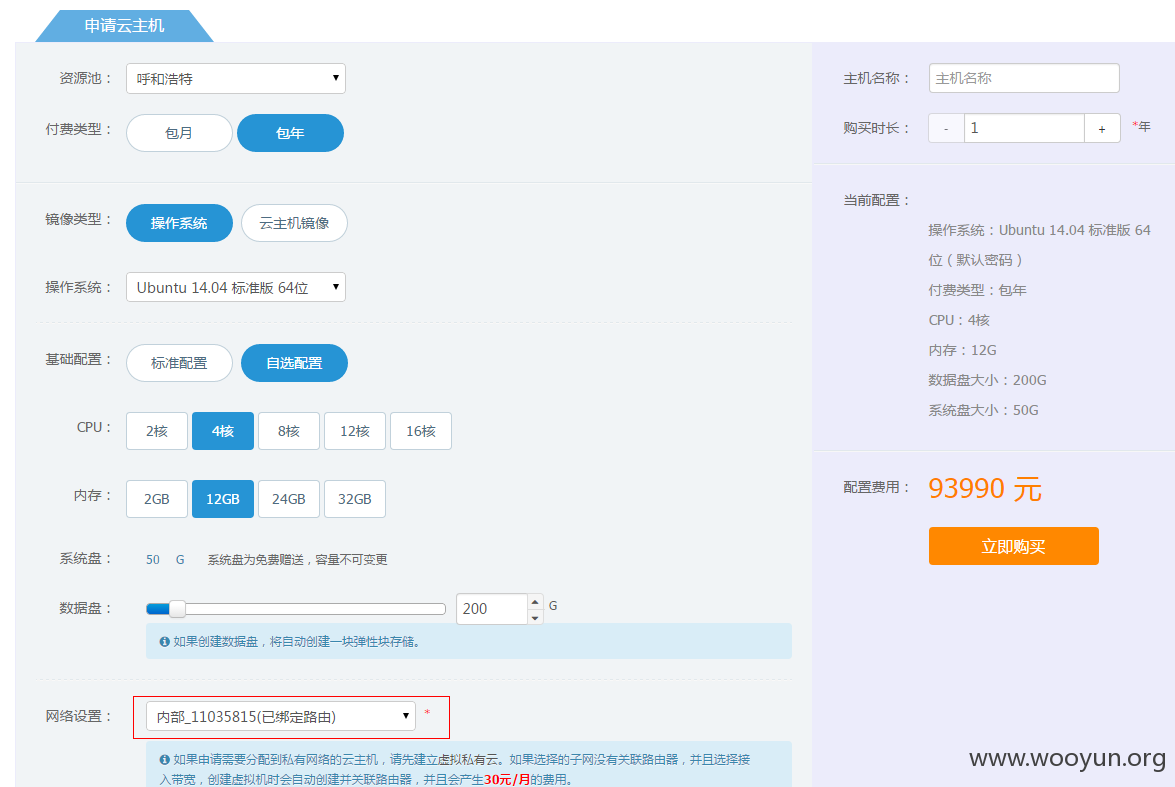 申请云主机
资源池： 呼和浩特
付费类型： 包月 包年
镜像类型： 操作系统 云主机镜像
操作系统： Ubuntu 14.04 标准版 64位
基础配置： 标准配置 自选配置
CPU： 2核 4核 8核 12核 16核
内存： 2GB 12GB 24GB 32GB
系统盘： 50 G 系统盘为免费赠送，容量不可变更
数据盘： 200 G
如果创建数据盘，将自动创建一块弹性块存储。
网络设置： 内部_11035815(已绑定路由) *
如果申请需要分配到私有网络的云主机，请先建立虚拟私有云。如果选择的子网没有关联路由器，并且选择接
入带宽，创建虚拟机时会自动创建并关联路由器，并且会产生30元/月的费用。
主机名称： 主机名称
购买时长： - 1 + *年
当前配置：
操作系统：Ubuntu 14.04 标准版 64
位（默认密码）
付费类型：包年
CPU：4核
内存：12G
数据盘大小：200G
系统盘大小：50G
配置费用： 93990 元
立即购买
www.wooyun.org